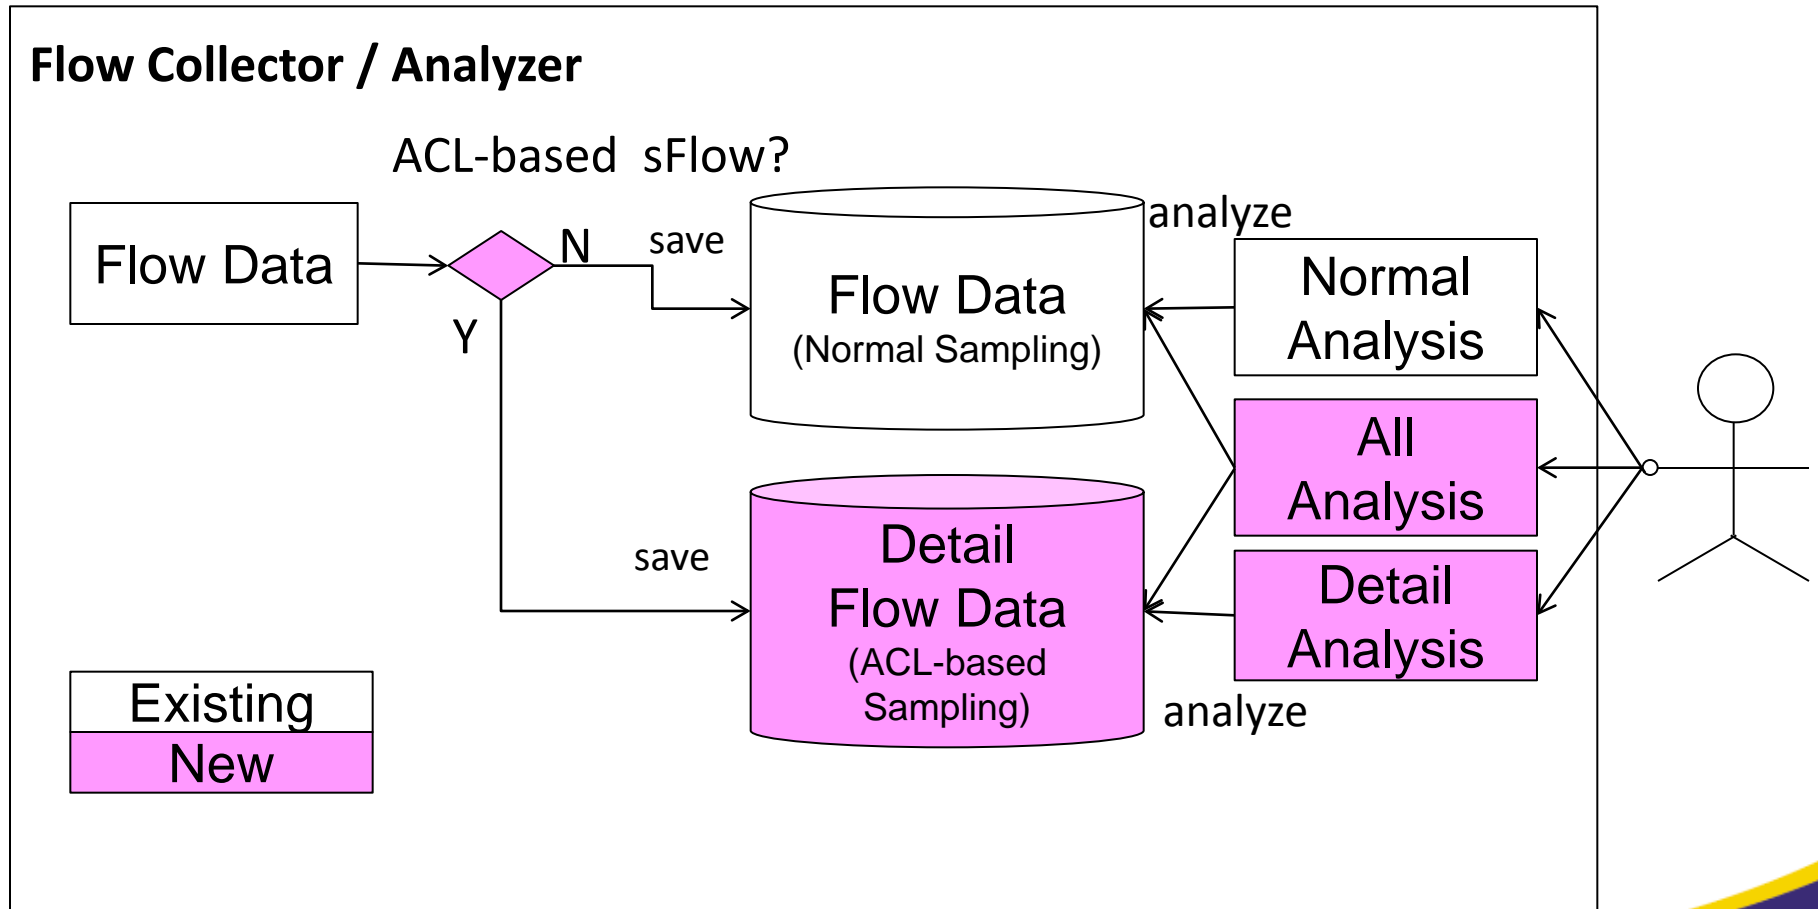 Flow Collector / Analyzer
ACL-based sFlow?
Flow Data
N
save
Y
Flow Data
(Normal Sampling)
analyze
Normal
Analysis
All
Analysis
save
Detail
Flow Data
(ACL-based
Sampling)
Detail
Analysis
analyze
Existing
New